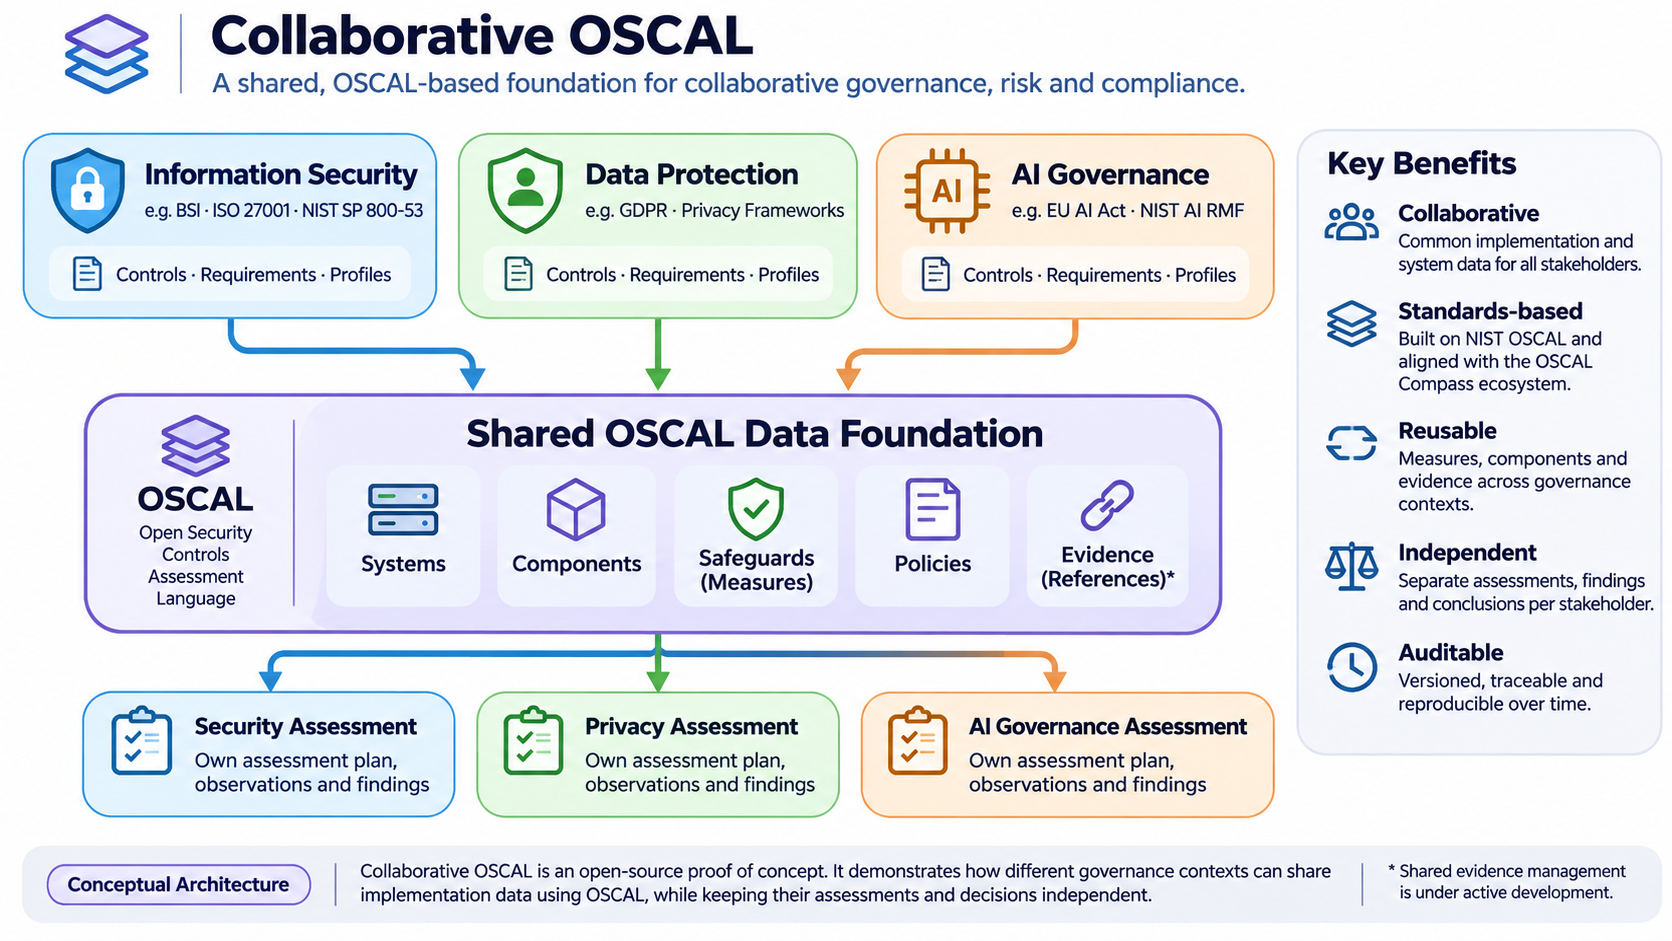 Collaborative OSCAL
A shared, OSCAL-based foundation for collaborative governance, risk and compliance.
Information Security
e.g. BSI · ISO 27001 · NIST SP 800-53
Controls · Requirements · Profiles
Data Protection
e.g. GDPR · Privacy Frameworks
Controls · Requirements · Profiles
AI
AI Governance
e.g. EU AI Act · NIST AI RMF
Controls · Requirements · Profiles
OSCAL
Open Security
Controls
Assessment
Language
Shared OSCAL Data Foundation
Systems
Components
Safeguards
(Measures)
Policies
Evidence
(References)*
Security Assessment
Own assessment plan,
observations and findings
Privacy Assessment
Own assessment plan,
observations and findings
AI Governance Assessment
Own assessment plan,
observations and findings
Key Benefits
Collaborative
Common implementation and
system data for all stakeholders.
Standards-based
Built on NIST OSCAL and
aligned with the OSCAL
Compass ecosystem.
Reusable
Measures, components and
evidence across governance
contexts.
Independent
Separate assessments, findings
and conclusions per stakeholder.
Auditable
Versioned, traceable and
reproducible over time.
Conceptual Architecture
Collaborative OSCAL is an open-source proof of concept. It demonstrates how different governance contexts can share
implementation data using OSCAL, while keeping their assessments and decisions independent.
* Shared evidence management
is under active development.